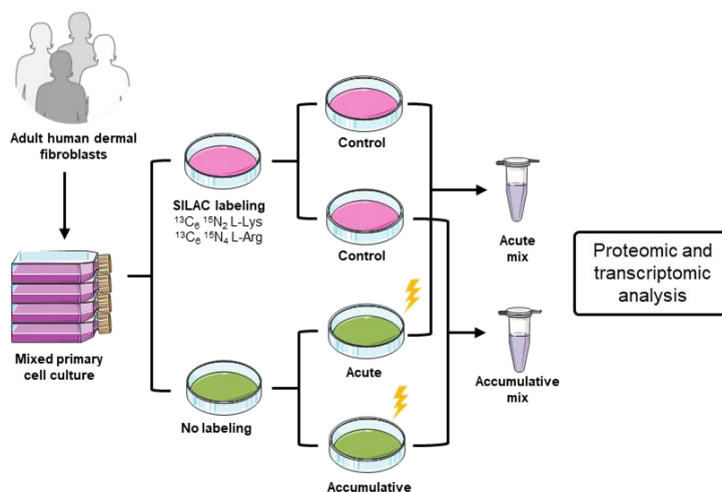 Adult human dermal
fibroblasts
Mixed primary
cell culture
SILAC labeling
¹³C₆ ¹⁵N₂ L-Lys
¹³C₆ ¹⁵N₄ L-Arg
No labeling
Control
Control
Acute
Accumulative
Acute
mix
Accumulative
mix
Proteomic and
transcriptomic
analysis